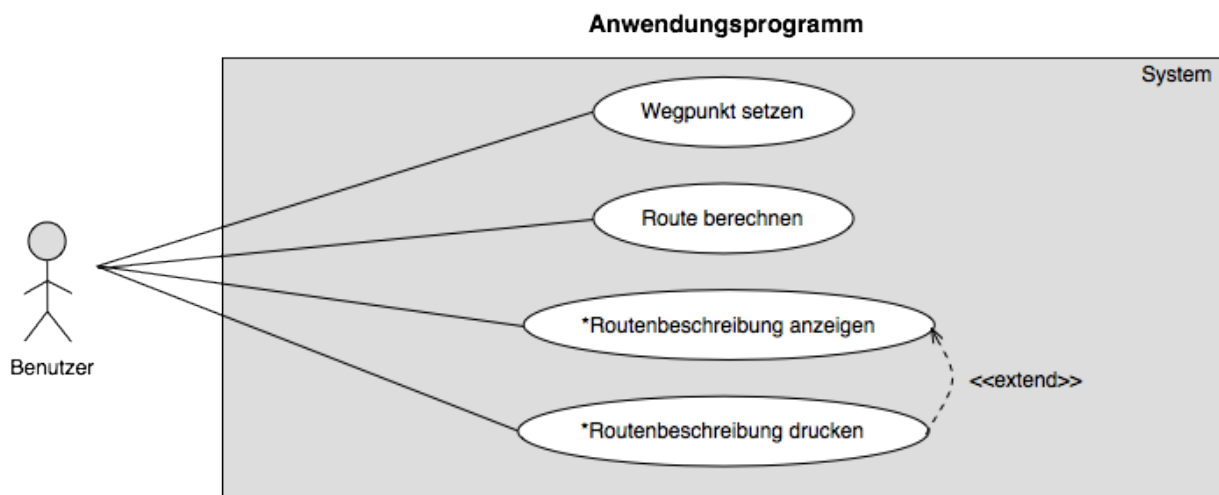 Anwendungsprogramm
System
Wegpunkt setzen
Route berechnen
*Routenbeschreibung anzeigen
Benutzer
<<extend>>
*Routenbeschreibung drucken